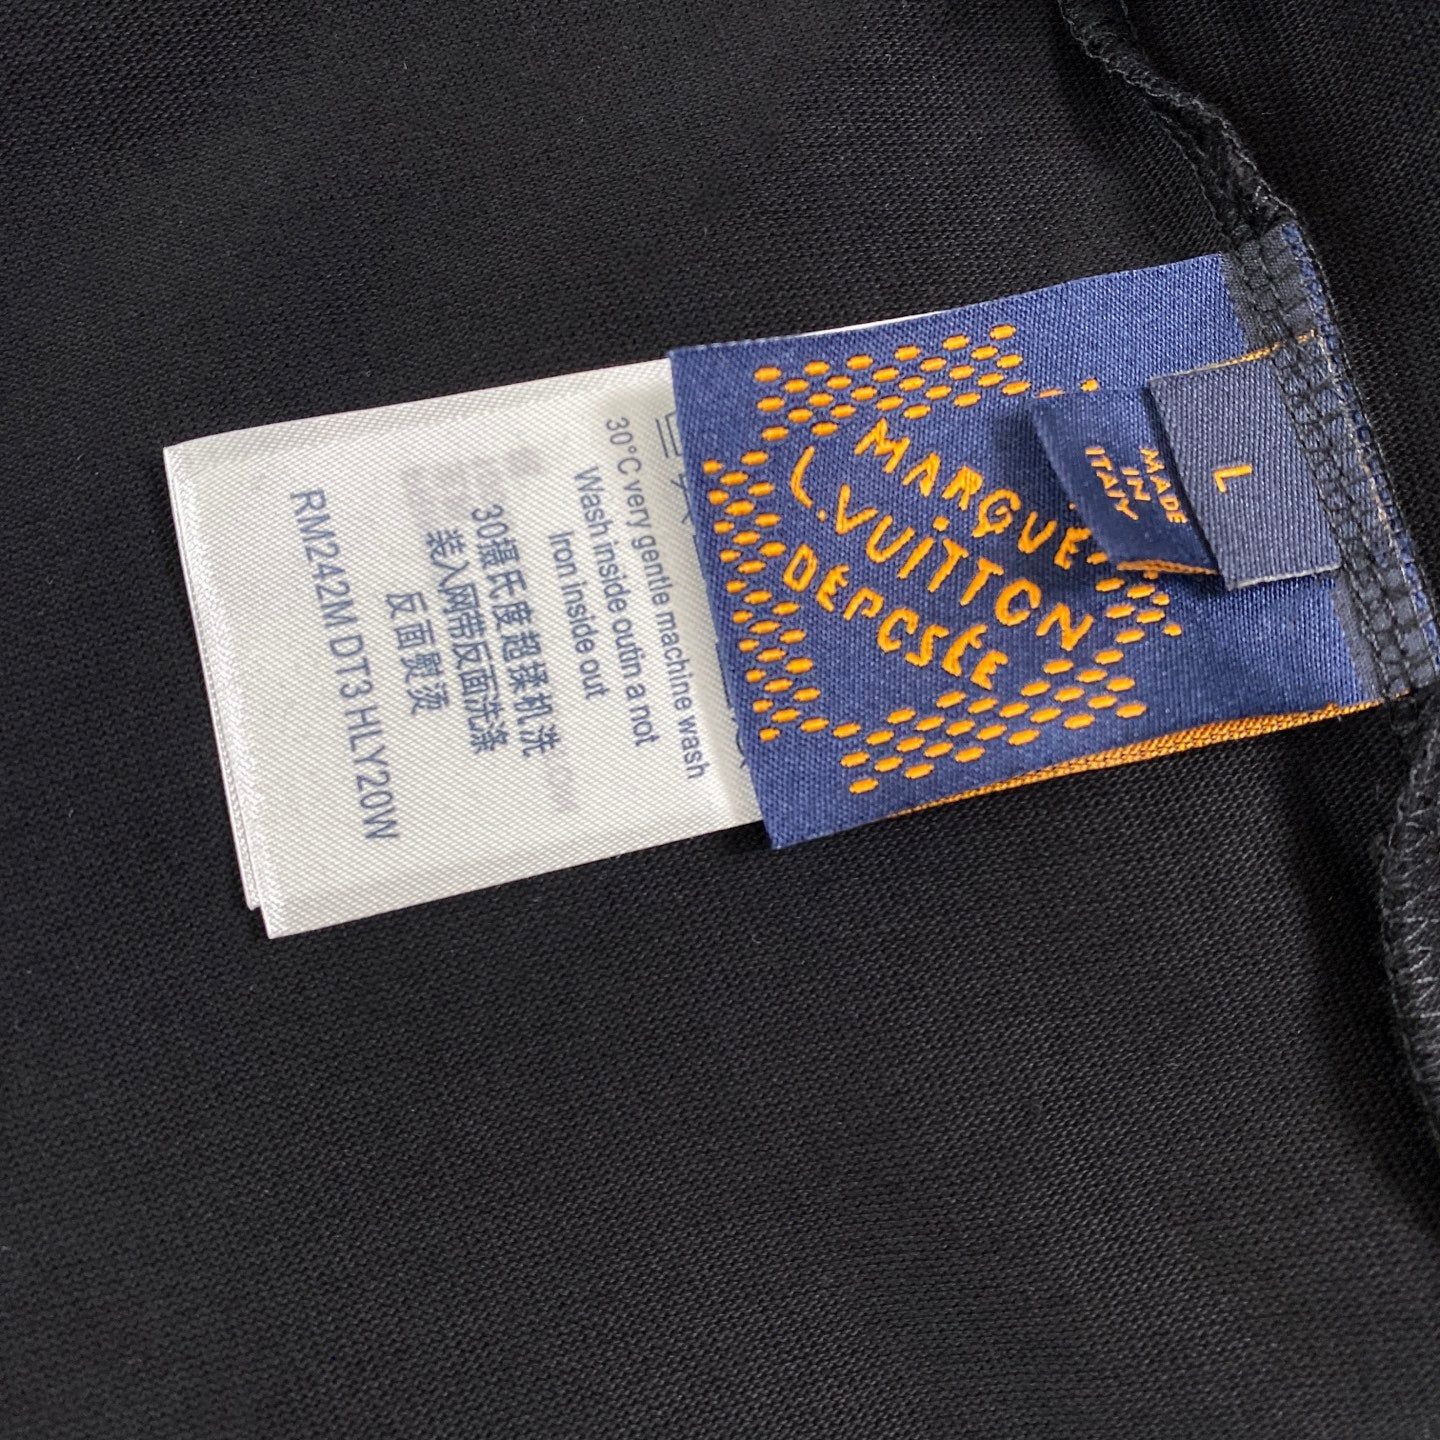 MARQUE
L.VUITTON
DÉPOSÉE
MADE
IN
ITALY
L
30°C very gentle machine wash
Wash inside outin a not
Iron inside out
30摄氏度超揉机洗
装入网带反面洗涤
反面熨烫
RM242M DT3 HLY20W